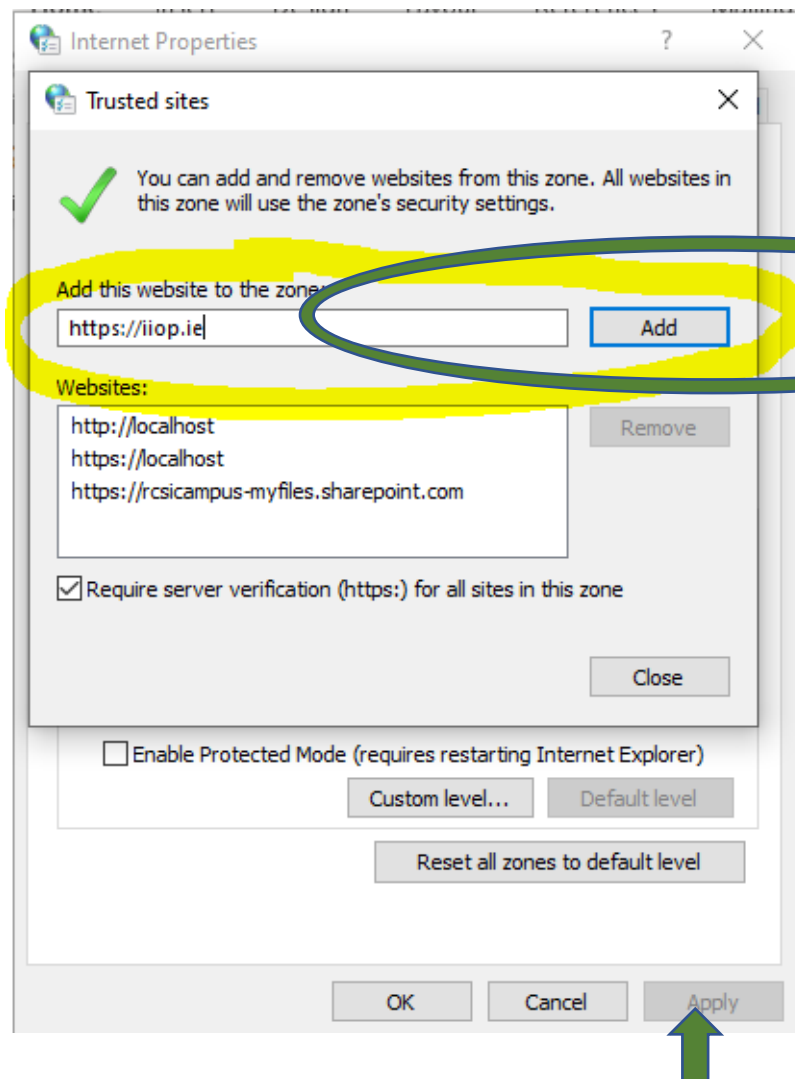 Internet Properties
?
Trusted sites
You can add and remove websites from this zone. All websites in
this zone will use the zone's security settings.
Add this website to the zone:
https://iiop.ie
Add
Websites:
http://localhost
https://localhost
https://rcsicampus-myfiles.sharepoint.com
Remove
Require server verification (https:) for all sites in this zone
Close
Enable Protected Mode (requires restarting Internet Explorer)
Custom level...
Default level
Reset all zones to default level
OK
Cancel
Apply